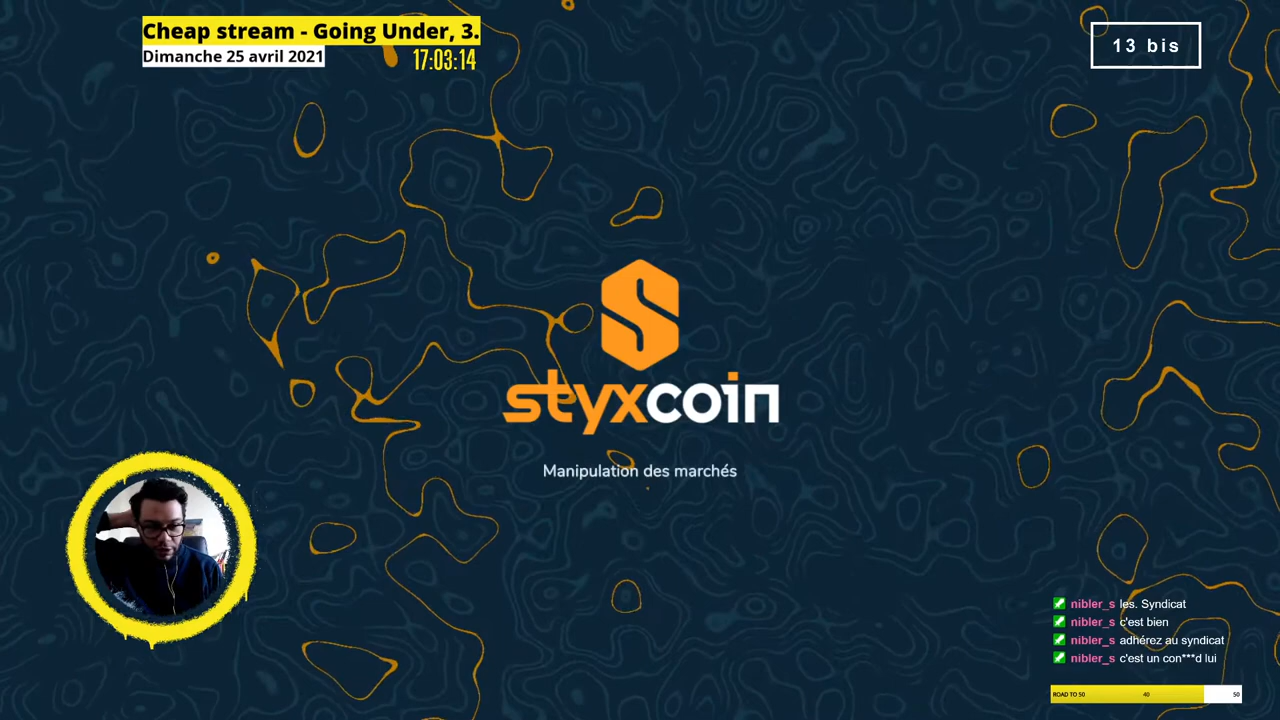 Cheap stream - Going Under, 3.
Dimanche 25 avril 2021
17:03:14
13 bis
styxcoin
Manipulation des marchés
nibler_s les. Syndicat
nibler_s c'est bien
nibler_s adhérez au syndicat
nibler_s c'est un con***d lui
ROAD TO 50 40 50